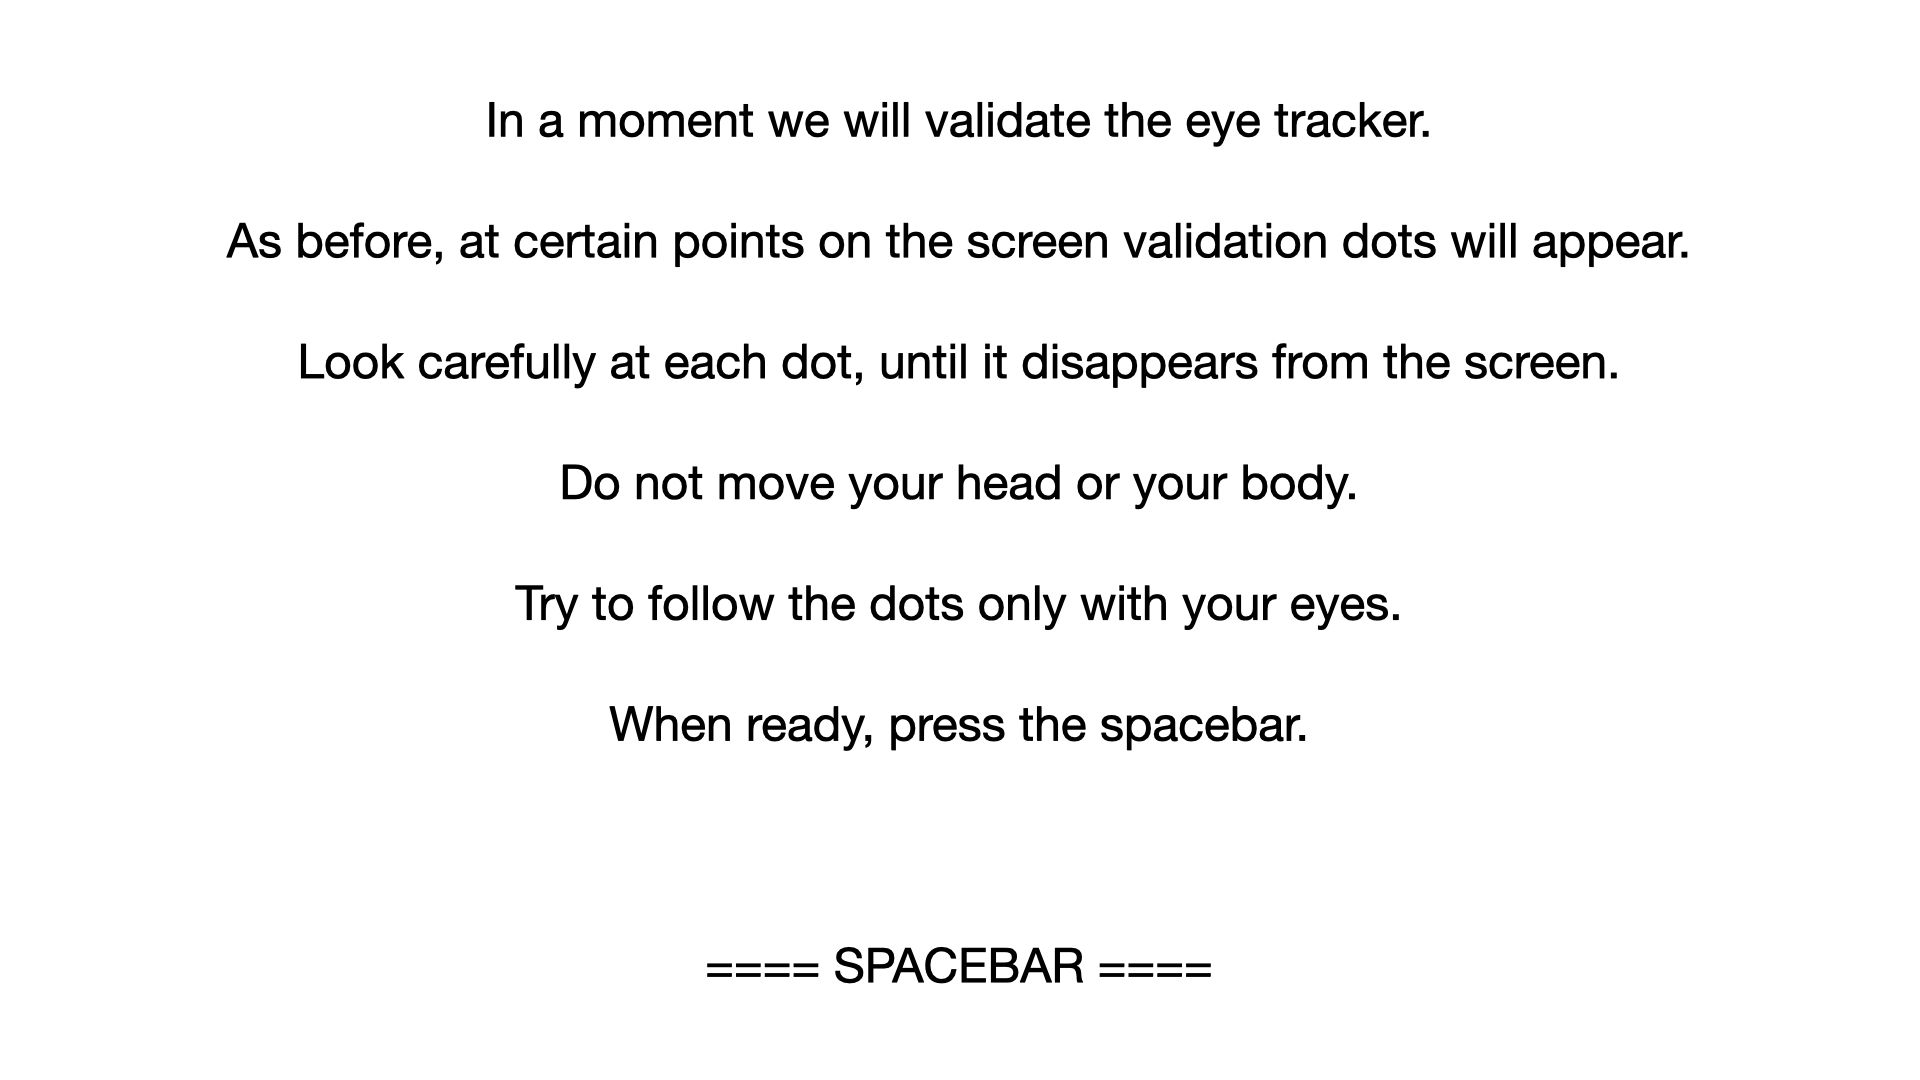 In a moment we will validate the eye tracker.
As before, at certain points on the screen validation dots will appear.
Look carefully at each dot, until it disappears from the screen.
Do not move your head or your body.
Try to follow the dots only with your eyes.
When ready, press the spacebar.
==== SPACEBAR ====